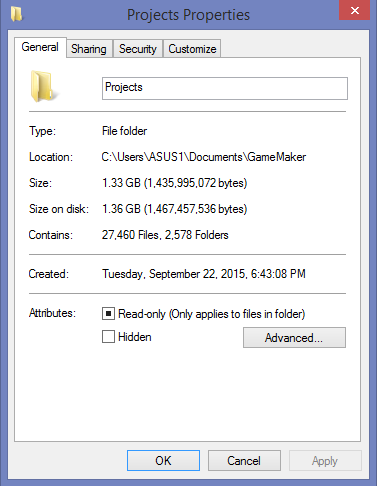 Projects Properties
General Sharing Security Customize
Projects
Type: File folder
Location: C:\Users\ASUS1\Documents\GameMaker
Size: 1.33 GB (1,435,995,072 bytes)
Size on disk: 1.36 GB (1,467,457,536 bytes)
Contains: 27,460 Files, 2,578 Folders
Created: Tuesday, September 22, 2015, 6:43:08 PM
Attributes: Read-only (Only applies to files in folder)
Hidden Advanced...
OK Cancel Apply